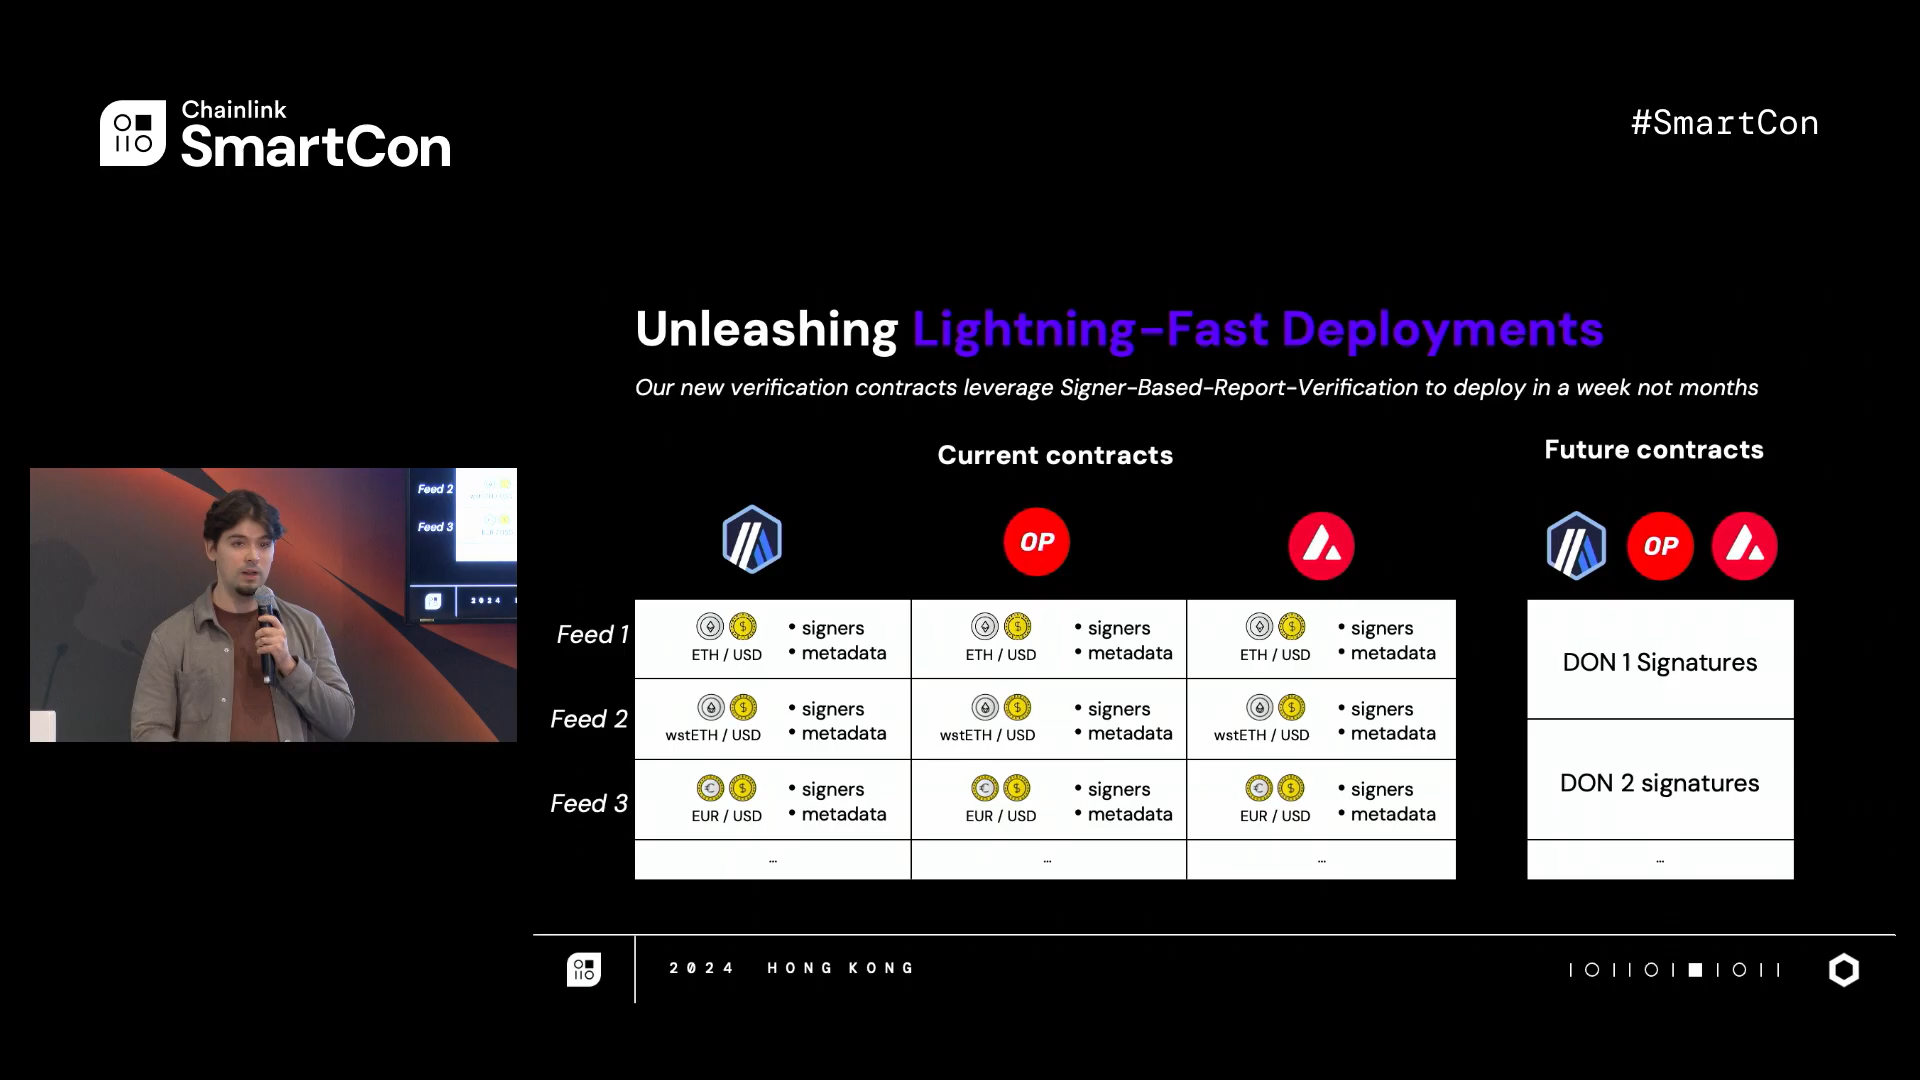 Chainlink
SmartCon
#SmartCon
Unleashing Lightning-Fast Deployments
Our new verification contracts leverage Signer-Based-Report-Verification to deploy in a week not months
Current contracts
Future contracts
OP
OP
Feed 1
ETH / USD
• signers
• metadata
ETH / USD
• signers
• metadata
ETH / USD
• signers
• metadata
Feed 2
wstETH / USD
• signers
• metadata
wstETH / USD
• signers
• metadata
wstETH / USD
• signers
• metadata
Feed 3
EUR / USD
• signers
• metadata
EUR / USD
• signers
• metadata
EUR / USD
• signers
• metadata
...
...
...
DON 1 Signatures
DON 2 signatures
...
Feed 2
Feed 3
2024
2024 HONG KONG